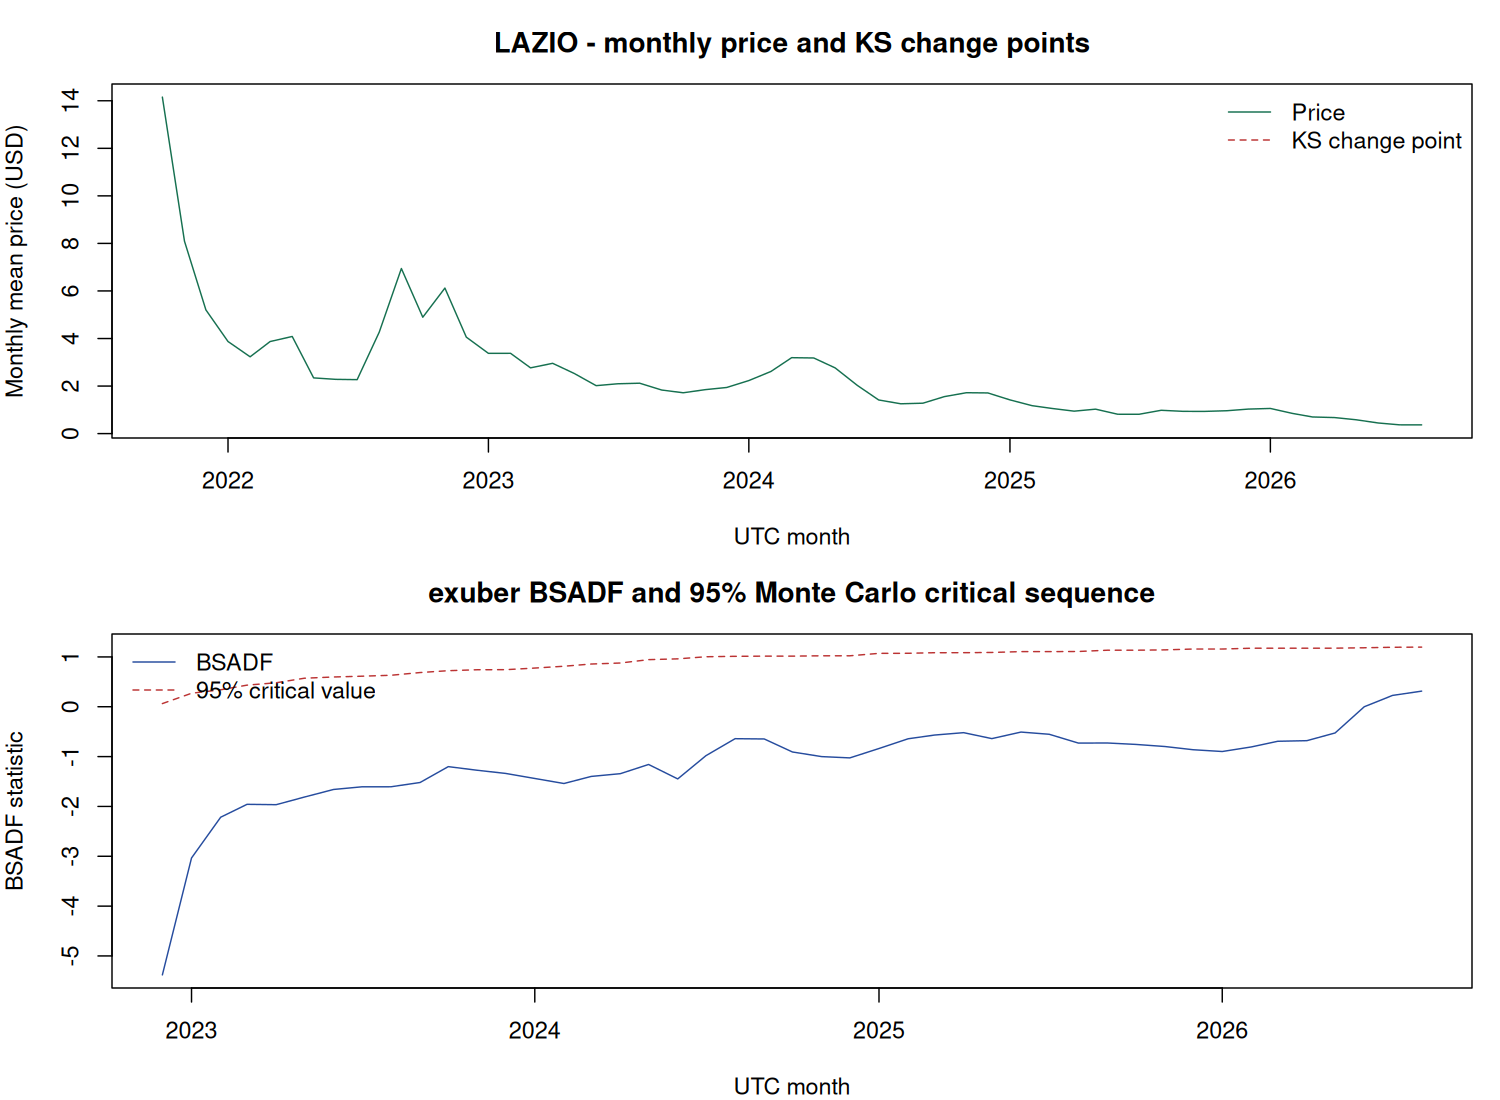 LAZIO - monthly price and KS change points
Monthly mean price (USD)
14
12
10
8
6
4
2
0
Price
KS change point
2022 2023 2024 2025 2026
UTC month
exuber BSADF and 95% Monte Carlo critical sequence
BSADF statistic
1
0
-1
-2
-3
-4
-5
BSADF
95% critical value
2023 2024 2025 2026
UTC month